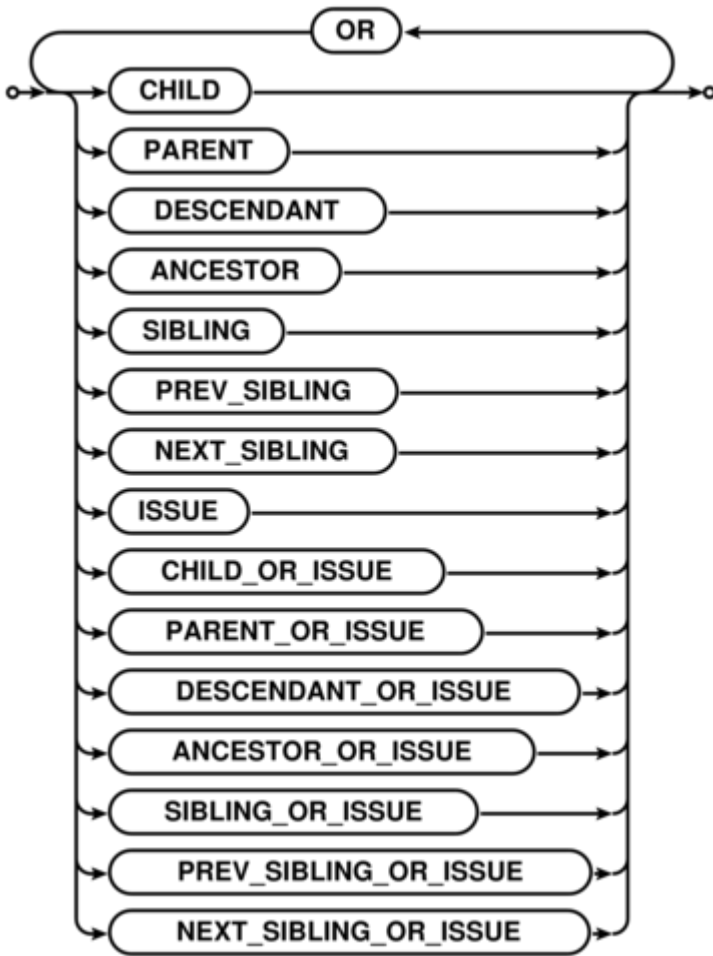 OR
CHILD
PARENT
DESCENDANT
ANCESTOR
SIBLING
PREV_SIBLING
NEXT_SIBLING
ISSUE
CHILD_OR_ISSUE
PARENT_OR_ISSUE
DESCENDANT_OR_ISSUE
ANCESTOR_OR_ISSUE
SIBLING_OR_ISSUE
PREV_SIBLING_OR_ISSUE
NEXT_SIBLING_OR_ISSUE